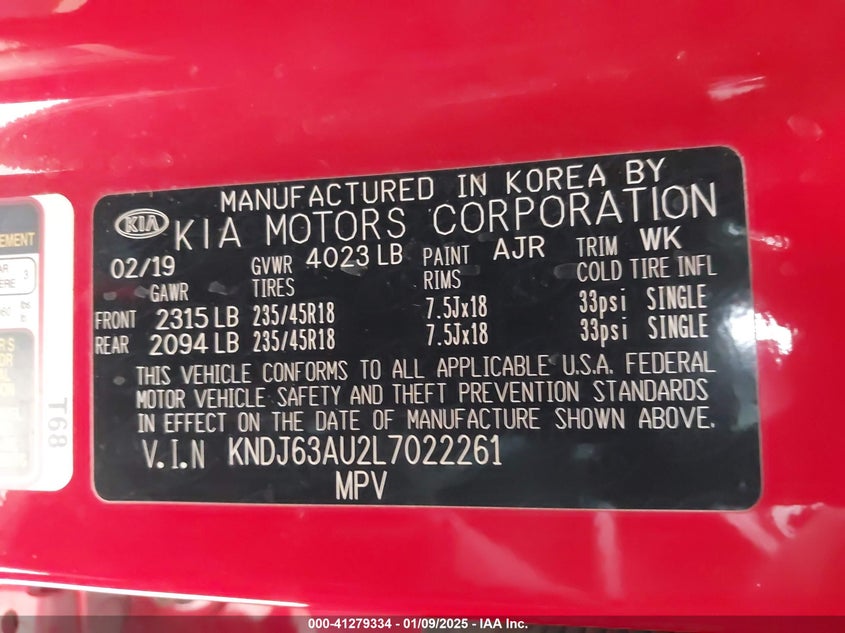 MANUFACTURED IN KOREA BY
KIA KIA MOTORS CORPORATION
02/19 GVWR 4023 LB PAINT AJR TRIM WK
GAWR TIRES RIMS COLD TIRE INFL
FRONT 2315 LB 235/45R18 7.5Jx18 33psi SINGLE
REAR 2094 LB 235/45R18 7.5Jx18 33psi SINGLE
THIS VEHICLE CONFORMS TO ALL APPLICABLE U.S.A. FEDERAL
MOTOR VEHICLE SAFETY AND THEFT PREVENTION STANDARDS
IN EFFECT ON THE DATE OF MANUFACTURE SHOWN ABOVE.
V.I.N KNDJ63AU2L7022261
MPV
3
T68
000-41279334 - 01/09/2025 - IAA Inc.